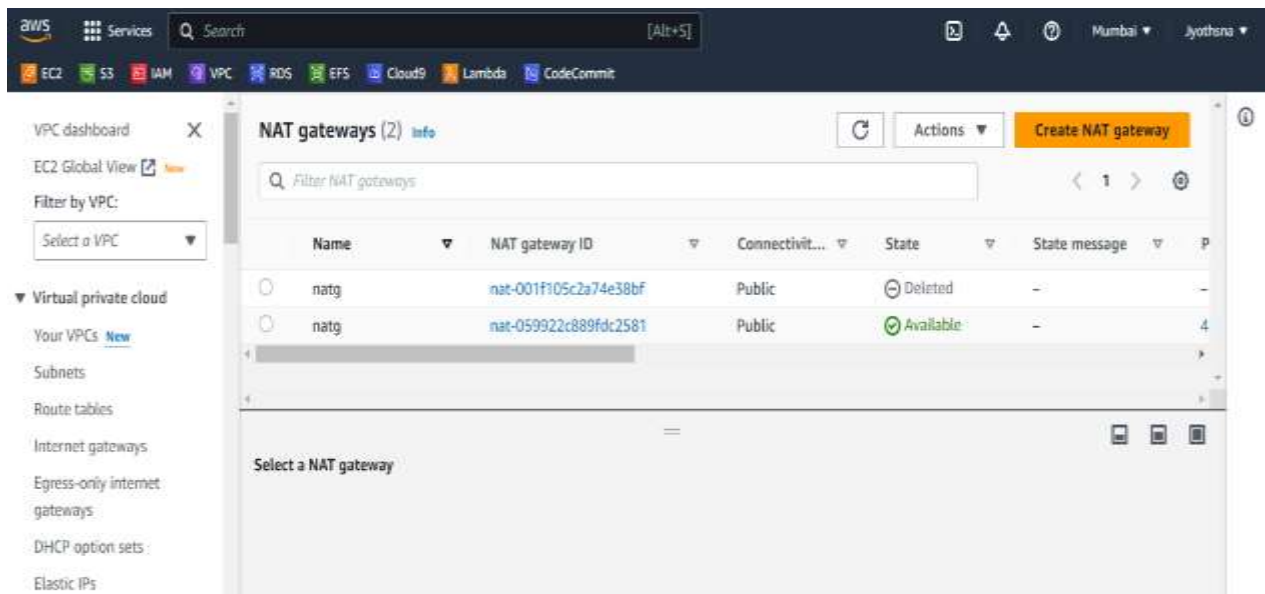 aws Services Search [Alt+S] Mumbai ▼ Jyothsna ▼
EC2 S3 IAM VPC RDS EFS Cloud9 Lambda CodeCommit
VPC dashboard
EC2 Global View New
Filter by VPC:
Select a VPC
▼ Virtual private cloud
Your VPCs New
Subnets
Route tables
Internet gateways
Egress-only internet
gateways
DHCP option sets
Elastic IPs
NAT gateways (2) Info
Actions ▼ Create NAT gateway
Filter NAT gateways
< 1 >
Name NAT gateway ID Connectivit... State State message P
natg nat-001f105c2a74e38bf Public Deleted – –
natg nat-059922c889fdc2581 Public Available – 4
Select a NAT gateway